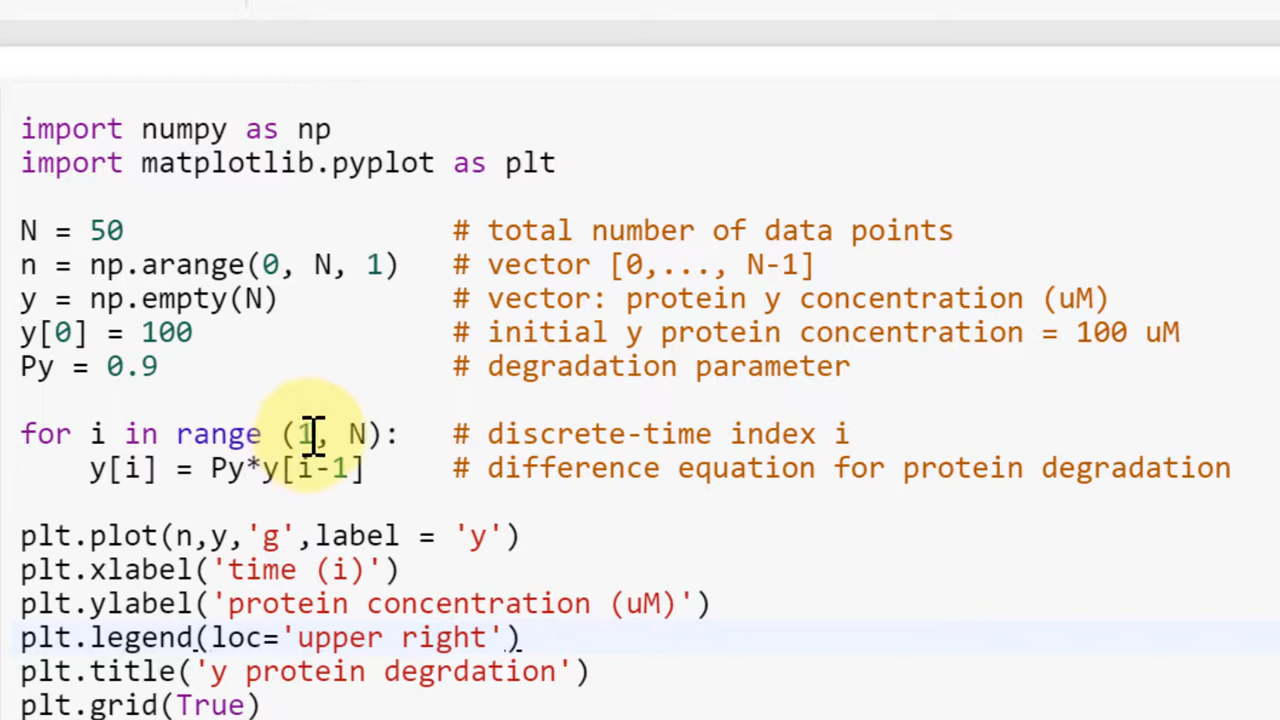 import numpy as np
import matplotlib.pyplot as plt
N = 50 # total number of data points
n = np.arange(0, N, 1) # vector [0,..., N-1]
y = np.empty(N) # vector: protein y concentration (uM)
y[0] = 100 # initial y protein concentration = 100 uM
Py = 0.9 # degradation parameter
for i in range (1, N): # discrete-time index i
y[i] = Py*y[i-1] # difference equation for protein degradation
plt.plot(n,y,'g',label = 'y')
plt.xlabel('time (i)')
plt.ylabel('protein concentration (uM)')
plt.legend(loc='upper right')
plt.title('y protein degrdation')
plt.grid(True)